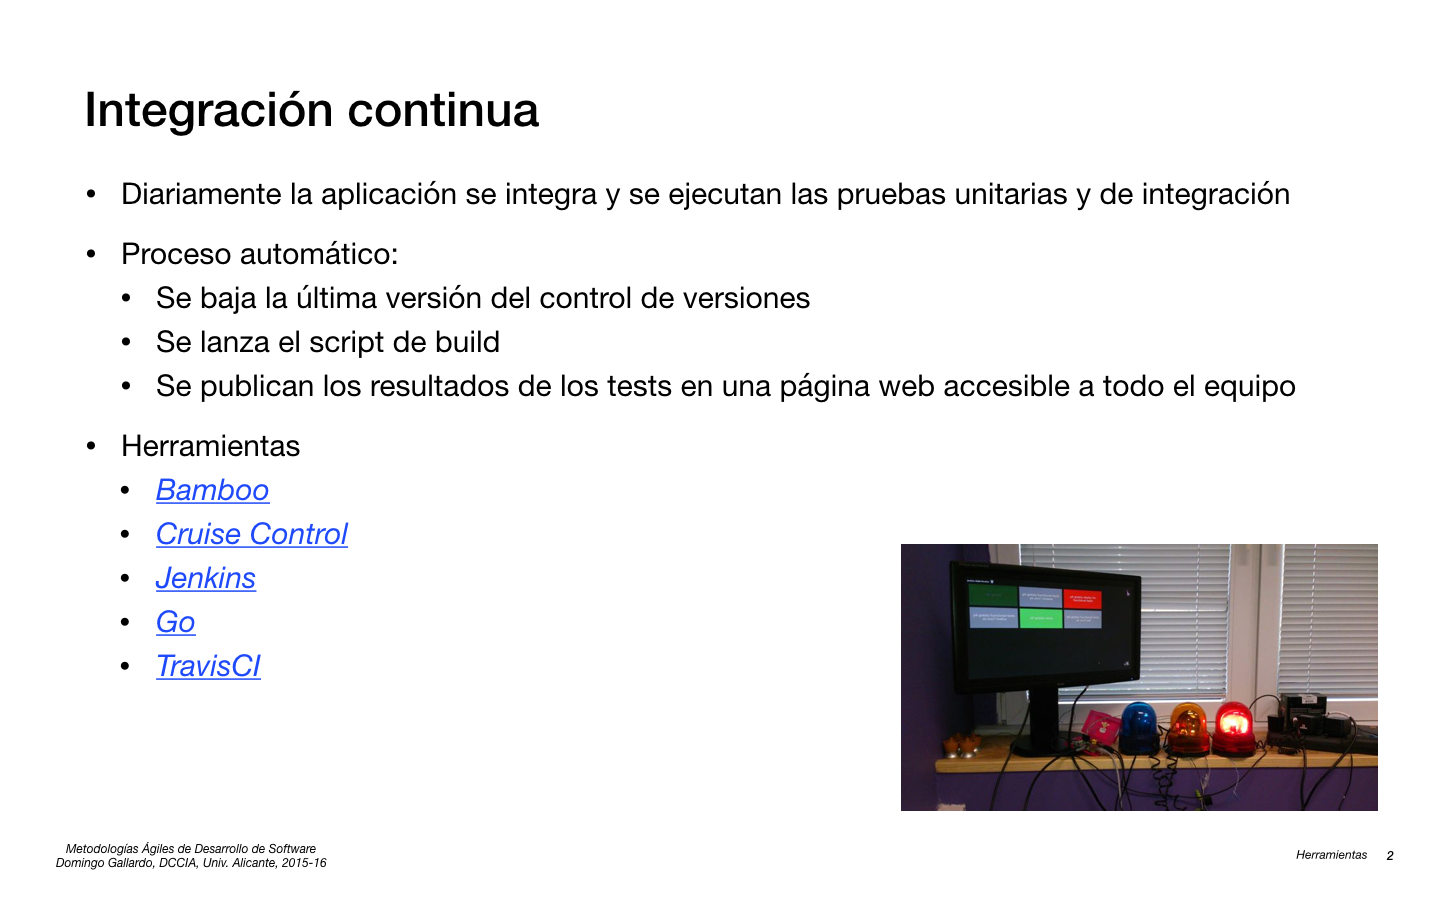 Integración continua
• Diariamente la aplicación se integra y se ejecutan las pruebas unitarias y de integración
• Proceso automático:
• Se baja la última versión del control de versiones
• Se lanza el script de build
• Se publican los resultados de los tests en una página web accesible a todo el equipo
• Herramientas
• Bamboo
• Cruise Control
• Jenkins
• Go
• TravisCI
Metodologías Ágiles de Desarrollo de Software
Domingo Gallardo, DCCIA, Univ. Alicante, 2015-16
Herramientas 2